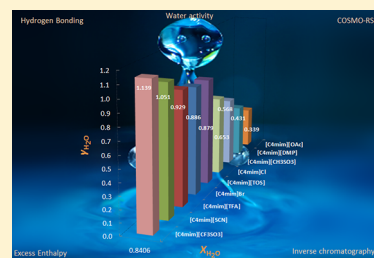 Hydrogen Bonding
Water activity
COSMO-RS
1.2
1.1
1.0
0.9
0.8
0.7
0.6
0.5
0.4
0.3
0.2
0.1
0.0
γH2O
1.139
1.051
0.929
0.886
0.879
0.653
0.566
0.431
0.339
[C4mim][OAc]
[C4mim][DMP]
[C4mim][CH3SO3]
[C4mim]Cl
[C4mim][TOS]
[C4mim]Br
[C4mim][TFA]
[C4mim][SCN]
[C4mim][CF3SO3]
0.8406
XH2O
Excess Enthalpy
Inverse chromatography